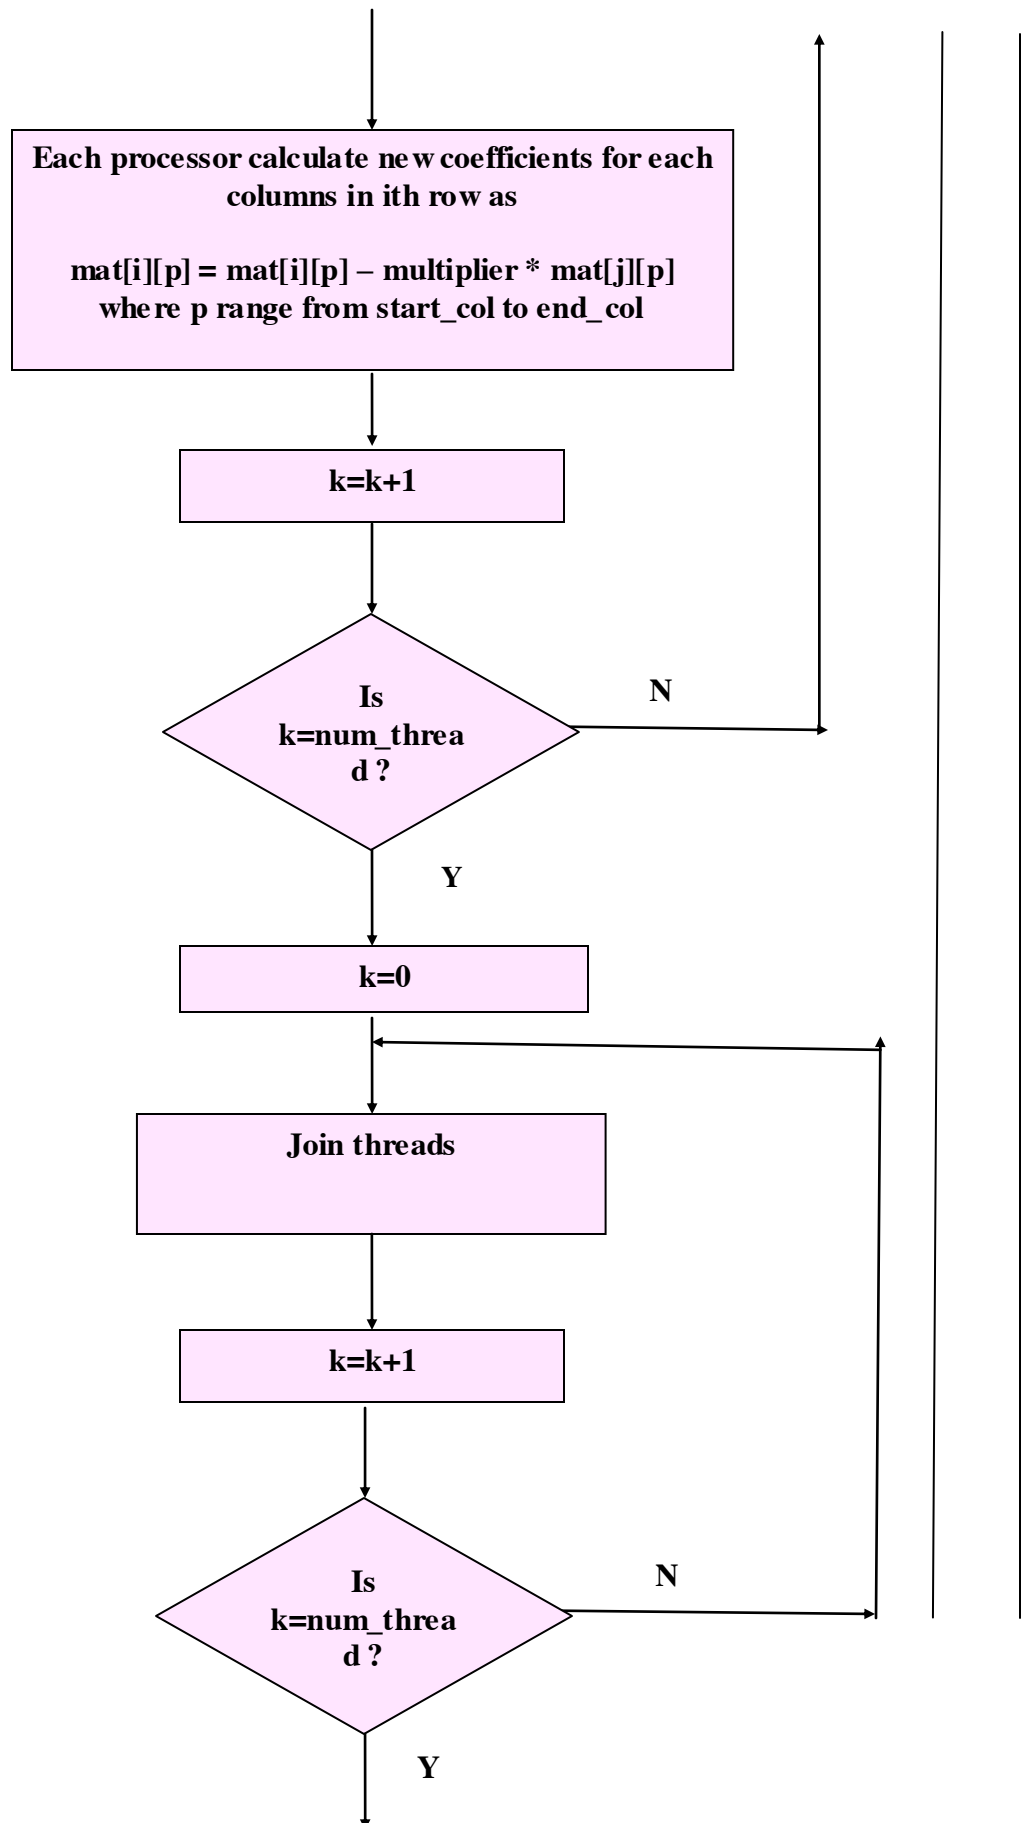 Each processor calculate new coefficients for each
columns in ith row as
mat[i][p] = mat[i][p] – multiplier * mat[j][p]
where p range from start_col to end_col
k=k+1
Is
k=num_threa
d ?
N
Y
k=0
Join threads
k=k+1
Is
k=num_threa
d ?
N
Y